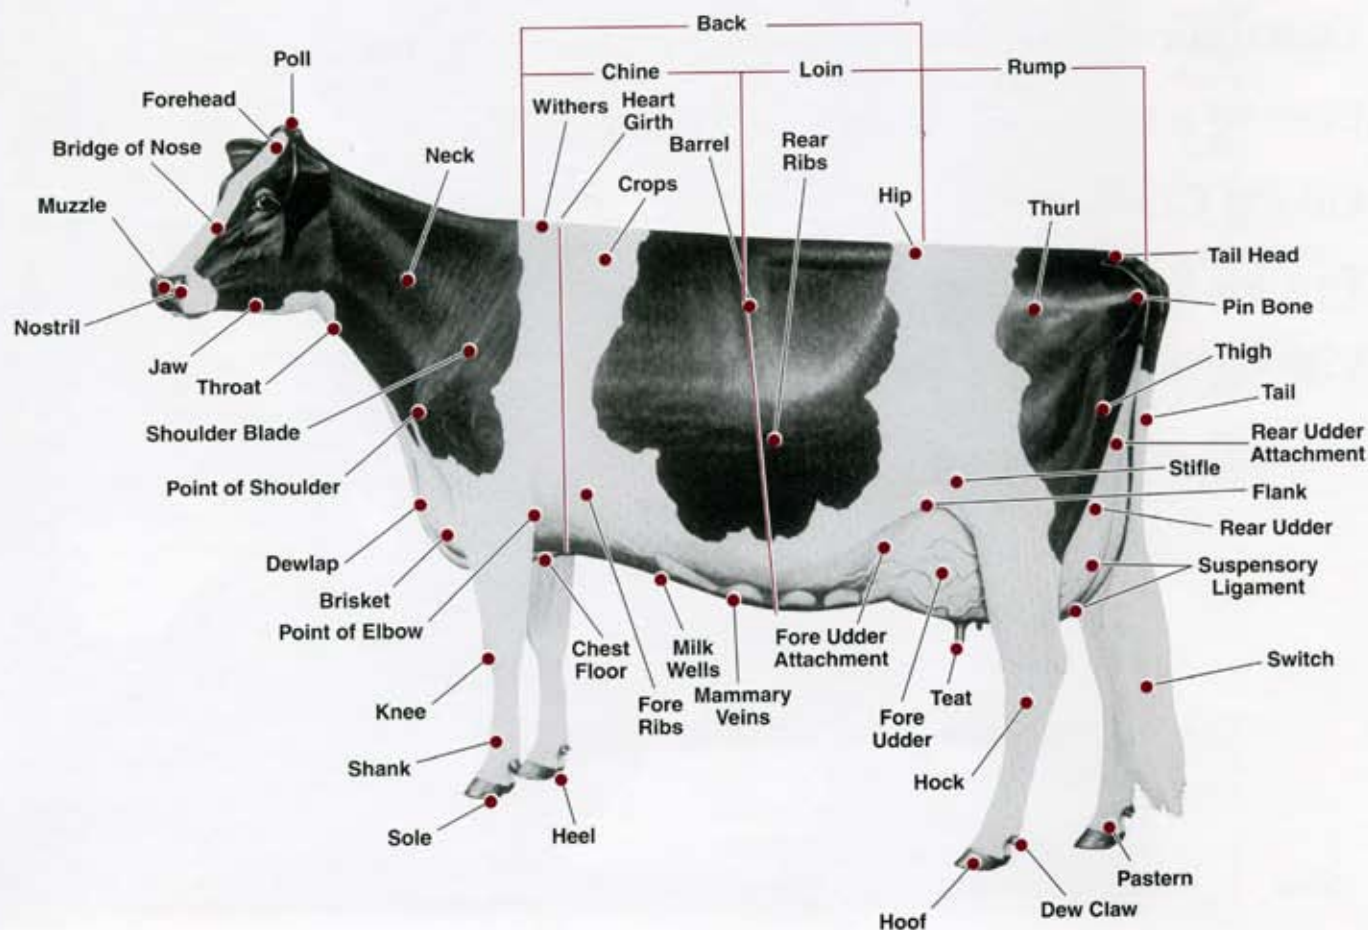 Back
Chine
Loin
Rump
Poll
Forehead
Bridge of Nose
Muzzle
Nostril
Jaw
Throat
Neck
Withers
Heart
Girth
Crops
Barrel
Rear
Ribs
Hip
Thurl
Tail Head
Pin Bone
Thigh
Tail
Rear Udder
Attachment
Stifle
Flank
Rear Udder
Suspensory
Ligament
Switch
Shoulder Blade
Point of Shoulder
Dewlap
Brisket
Point of Elbow
Knee
Shank
Sole
Heel
Chest
Floor
Fore
Ribs
Milk
Wells
Mammary
Veins
Fore Udder
Attachment
Fore
Udder
Teat
Hock
Hoof
Dew Claw
Pastern